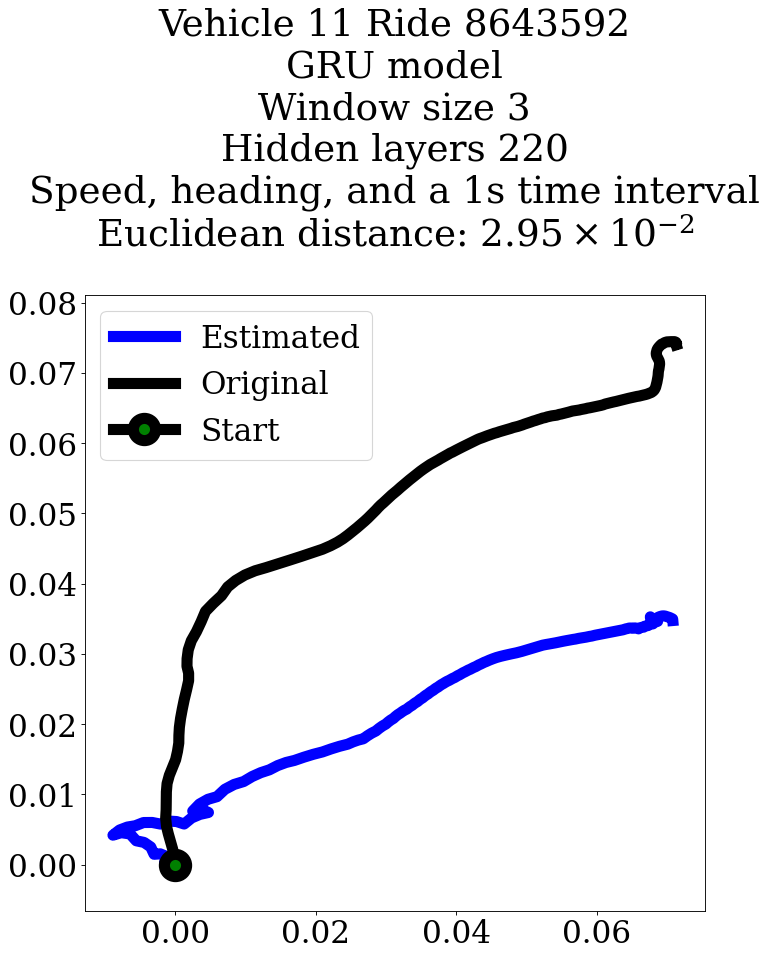 Vehicle 11 Ride 8643592
GRU model
Window size 3
Hidden layers 220
Speed, heading, and a 1s time interval
Euclidean distance: 2.95 × 10⁻²
Estimated
Original
Start
0.08
0.07
0.06
0.05
0.04
0.03
0.02
0.01
0.00
0.00 0.02 0.04 0.06